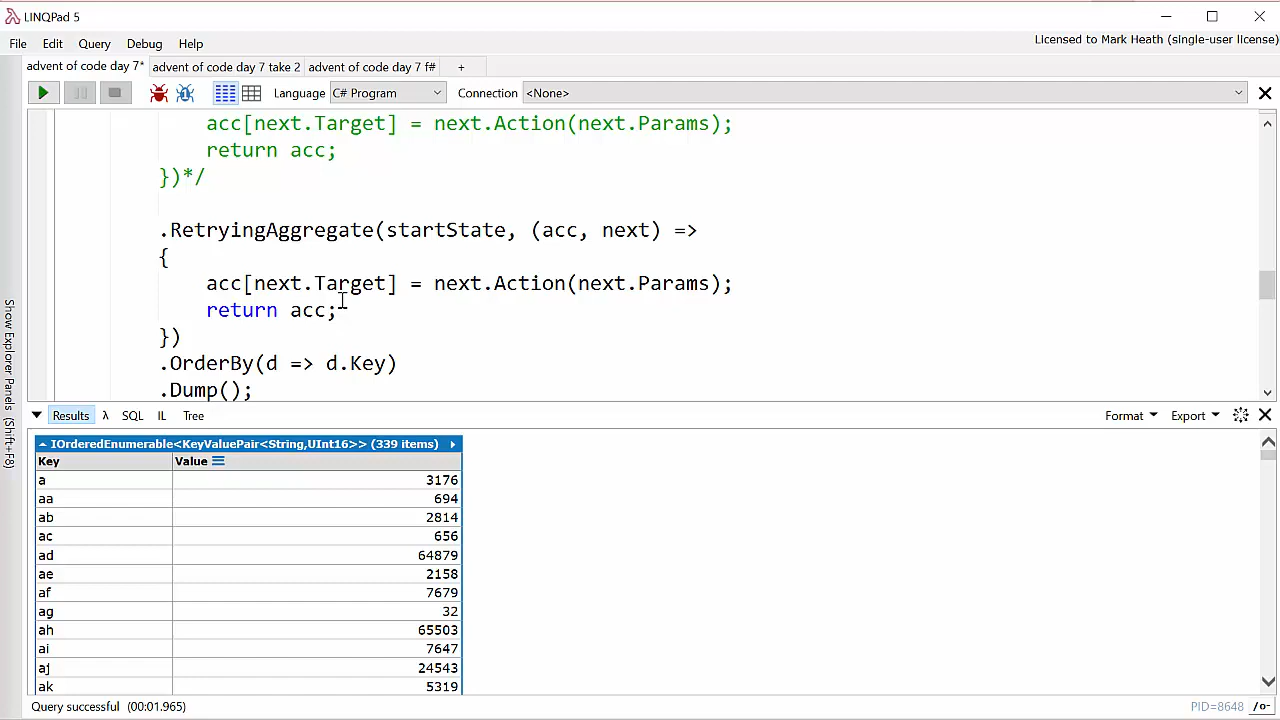 LINQPad 5
File Edit Query Debug Help
Licensed to Mark Heath (single-user license)
advent of code day 7* advent of code day 7 take 2 advent of code day 7 f# +
Language C# Program Connection <None>
acc[next.Target] = next.Action(next.Params);
return acc;
})*/
.RetryingAggregate(startState, (acc, next) =>
{
acc[next.Target] = next.Action(next.Params);
return acc;
})
.OrderBy(d => d.Key)
.Dump();
Show Explorer Panels (Shift+F8)
Results λ SQL IL Tree
Format Export
IOrderedEnumerable<KeyValuePair<String,UInt16>> (339 items)
Key Value
a 3176
aa 694
ab 2814
ac 656
ad 64879
ae 2158
af 7679
ag 32
ah 65503
ai 7647
aj 24543
ak 5319
Query successful (00:01.965)
PID=8648 /o-